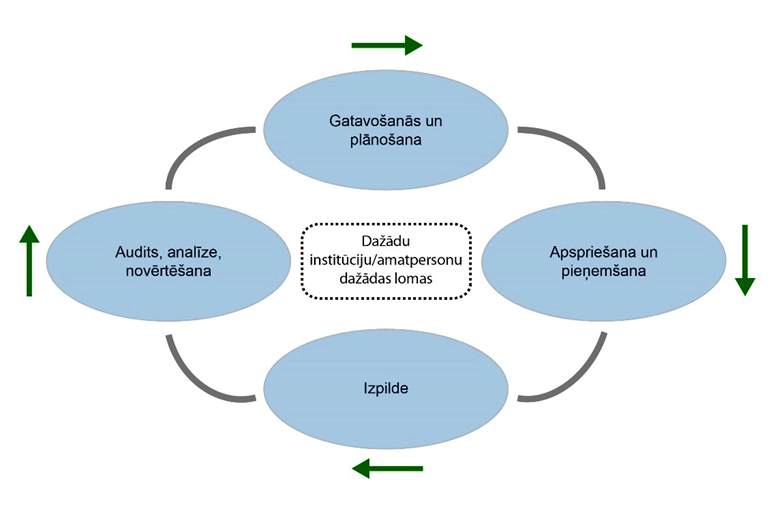 Gatavošanās un
plānošana
Audits, analīze,
novērtēšana
Dažādu
institūciju/amatpersonu
dažādas lomas
Apspriešana un
pieņemšana
Izpilde